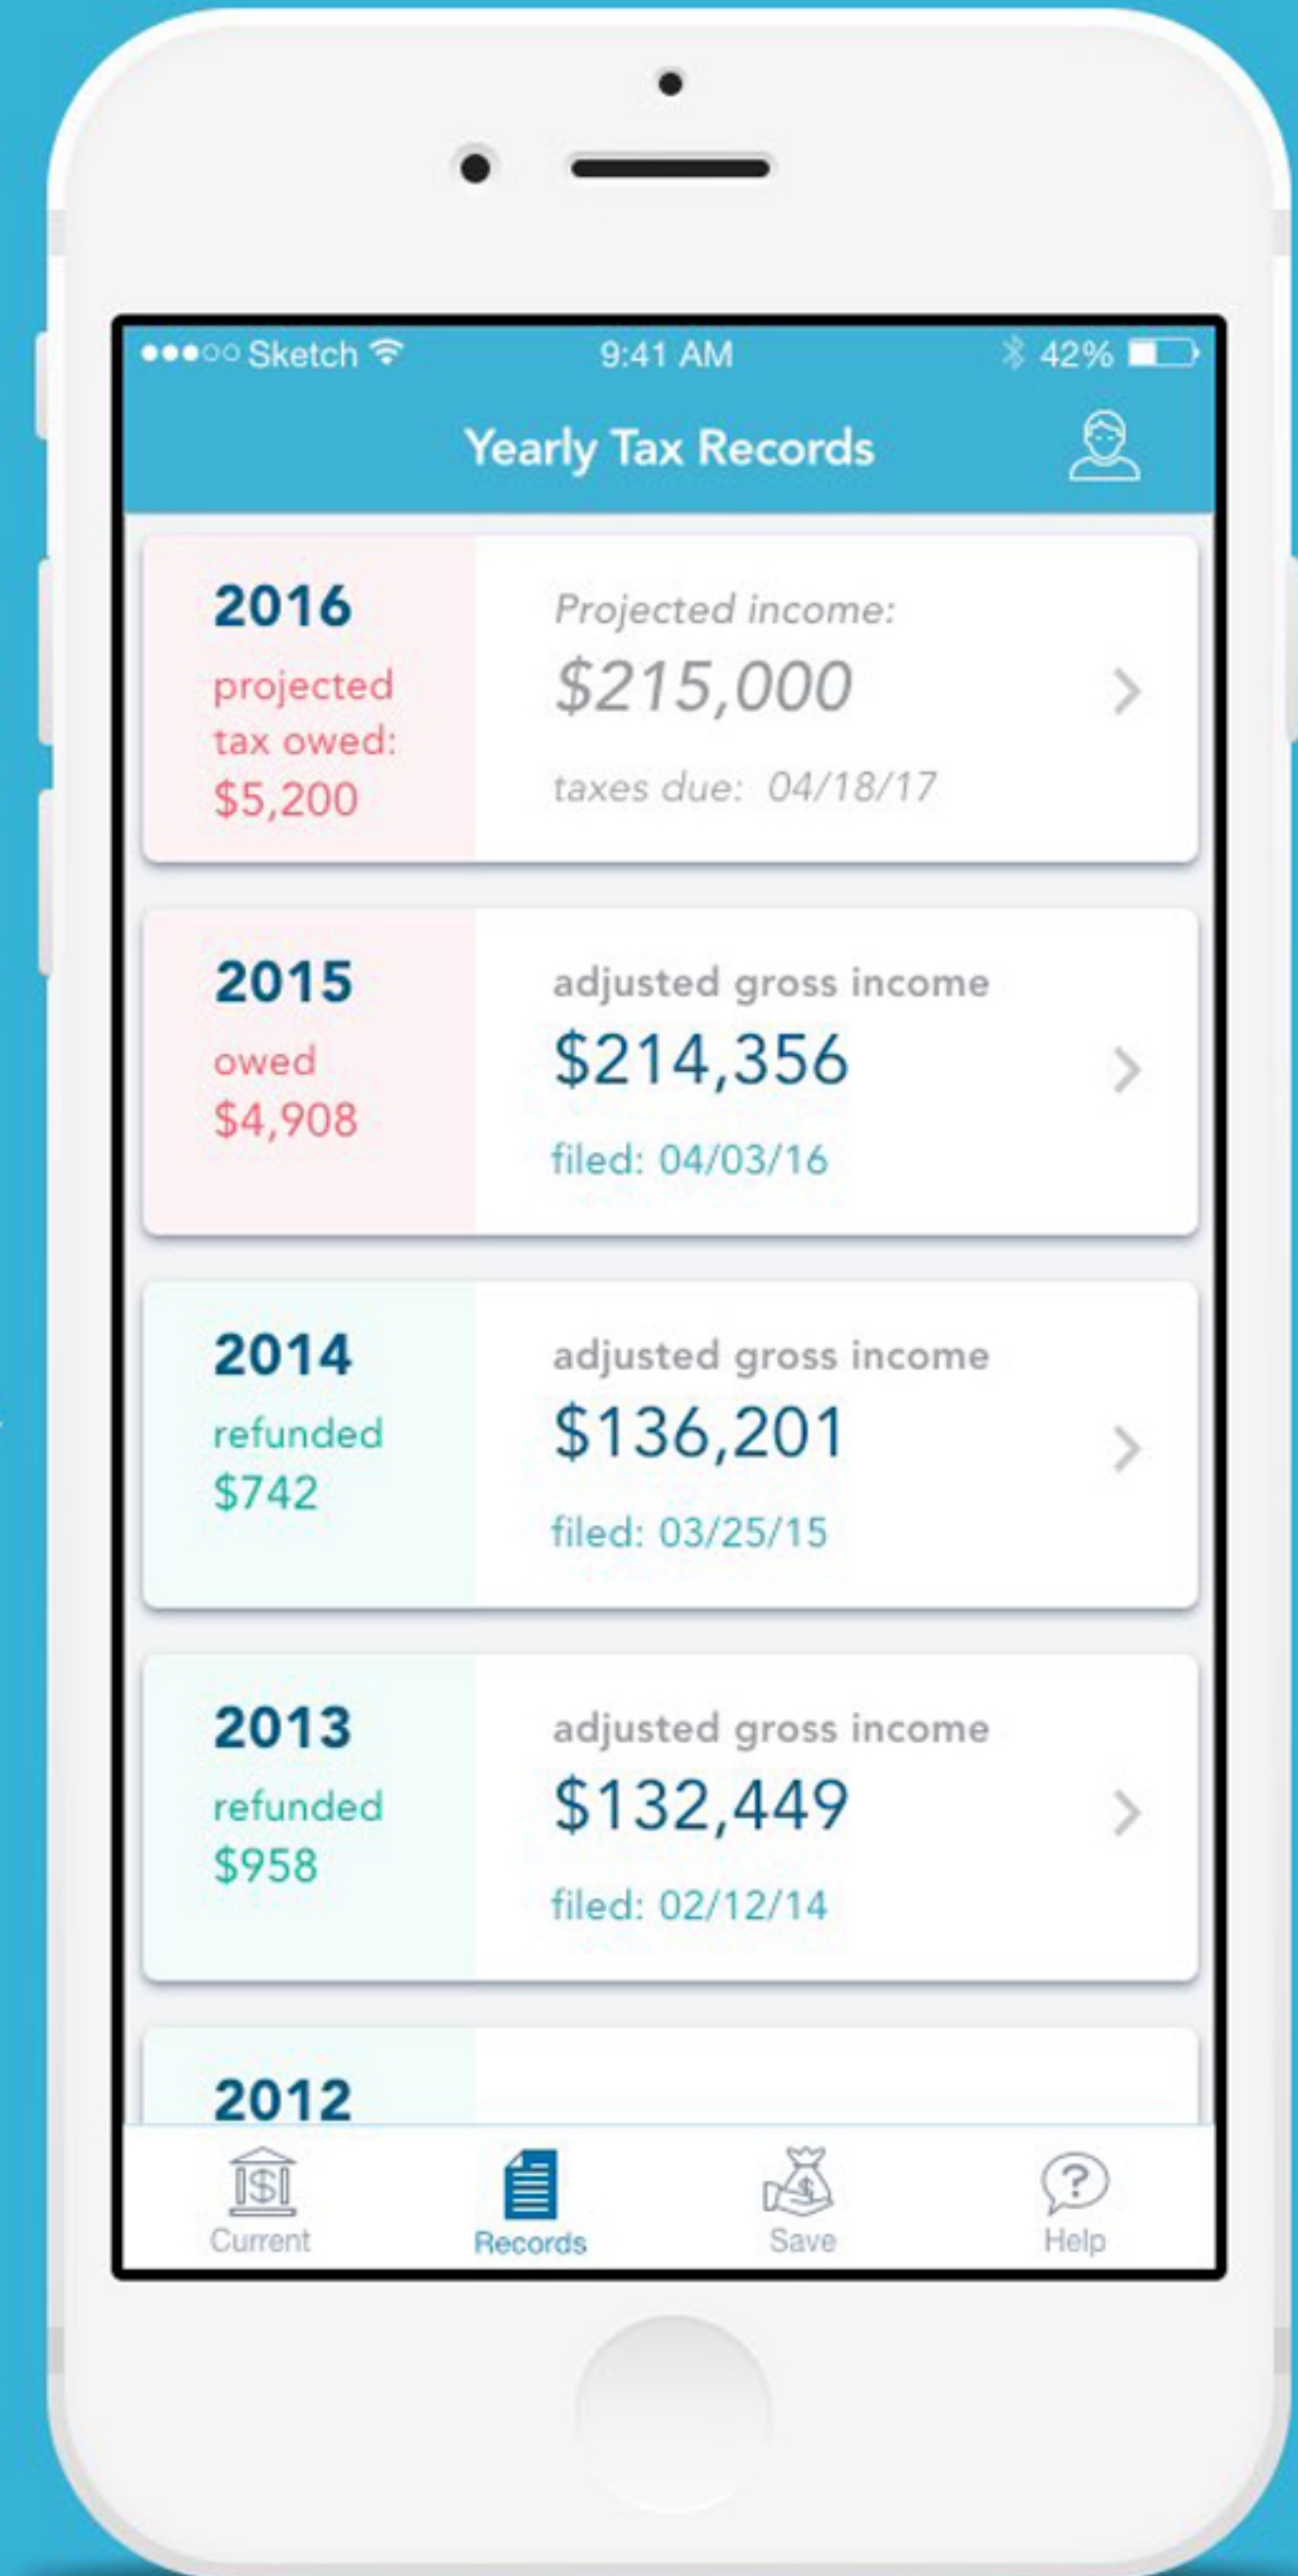 Sketch 9:41 AM 42%
Yearly Tax Records
2016
projected
tax owed:
$5,200
Projected income:
$215,000
taxes due: 04/18/17
2015
owed
$4,908
adjusted gross income
$214,356
filed: 04/03/16
2014
refunded
$742
adjusted gross income
$136,201
filed: 03/25/15
2013
refunded
$958
adjusted gross income
$132,449
filed: 02/12/14
2012
$
$
?
Current Records Save Help